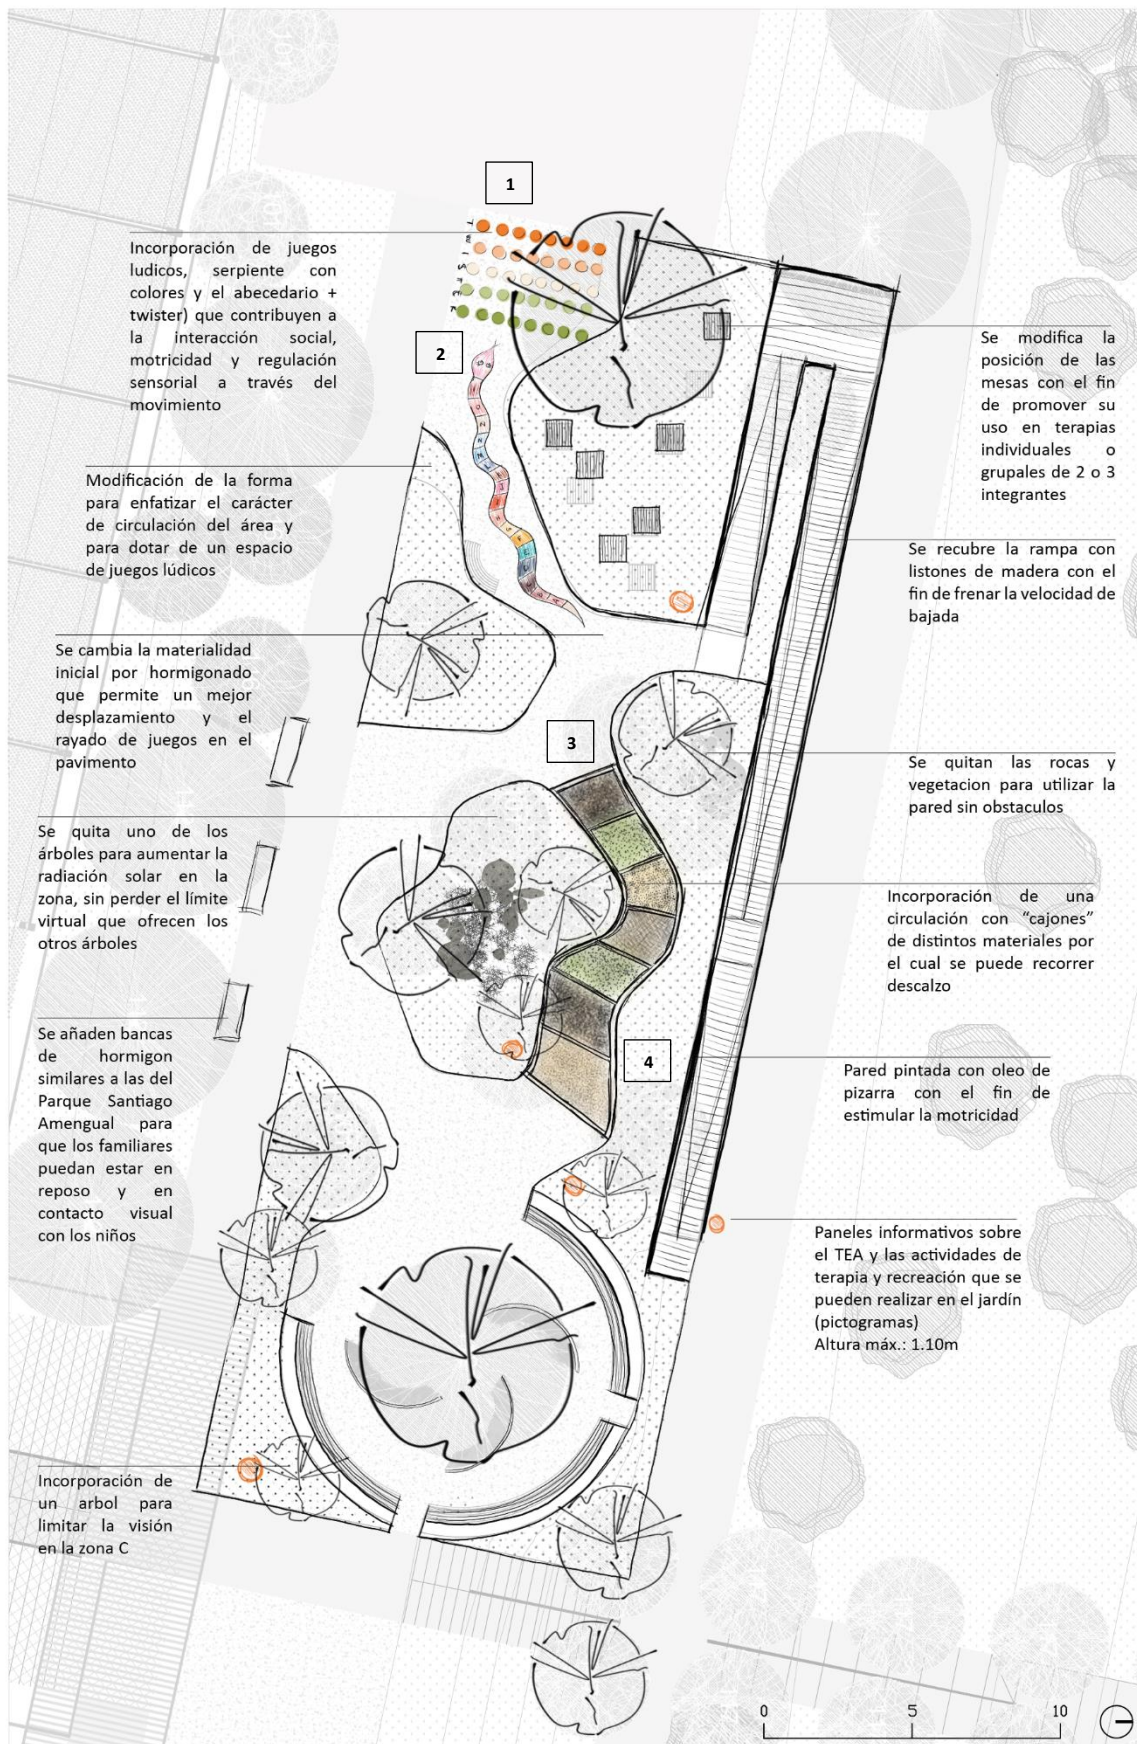 1
Incorporación de juegos
ludicos, serpiente con
colores y el abecedario +
twister) que contribuyen a
la interacción social,
motricidad y regulación
sensorial a través del
movimiento
2
Se modifica la
posición de las
mesas con el fin
de promover su
uso en terapias
individuales o
grupales de 2 o 3
integrantes
Modificación de la forma
para enfatizar el carácter
de circulación del área y
para dotar de un espacio
de juegos lúdicos
Se recubre la rampa con
listones de madera con el
fin de frenar la velocidad de
bajada
Se cambia la materialidad
inicial por hormigonado
que permite un mejor
desplazamiento y el
rayado de juegos en el
pavimento
3
Se quitan las rocas y
vegetacion para utilizar la
pared sin obstaculos
Se quita uno de los
árboles para aumentar la
radiación solar en la
zona, sin perder el límite
virtual que ofrecen los
otros árboles
Incorporación de una
circulación con “cajones”
de distintos materiales por
el cual se puede recorrer
descalzo
Se añaden bancas
de hormigon
similares a las del
Parque Santiago
Amengual para
que los familiares
puedan estar en
reposo y en
contacto visual
con los niños
4
Pared pintada con oleo de
pizarra con el fin de
estimular la motricidad
Paneles informativos sobre
el TEA y las actividades de
terapia y recreación que se
pueden realizar en el jardín
(pictogramas)
Altura máx.: 1.10m
Incorporación de
un arbol para
limitar la visión
en la zona C
0 5 10